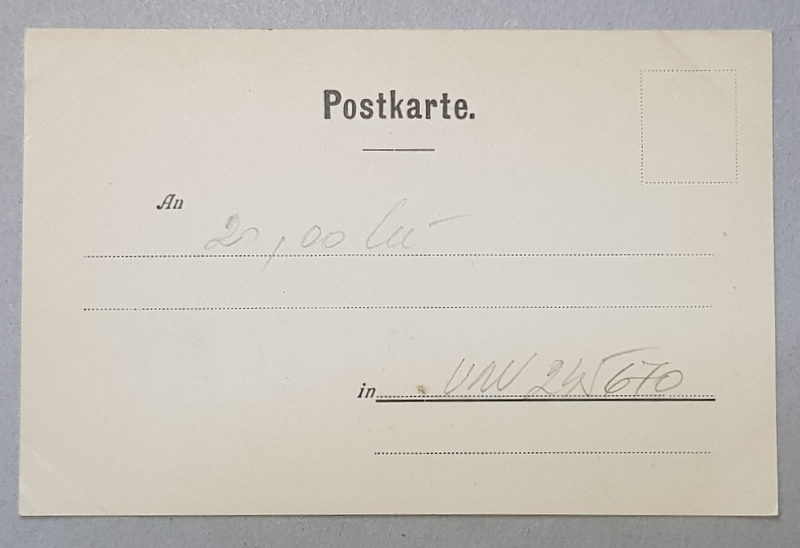 Postkarte.
An
20,00 lei
in VNV 245670